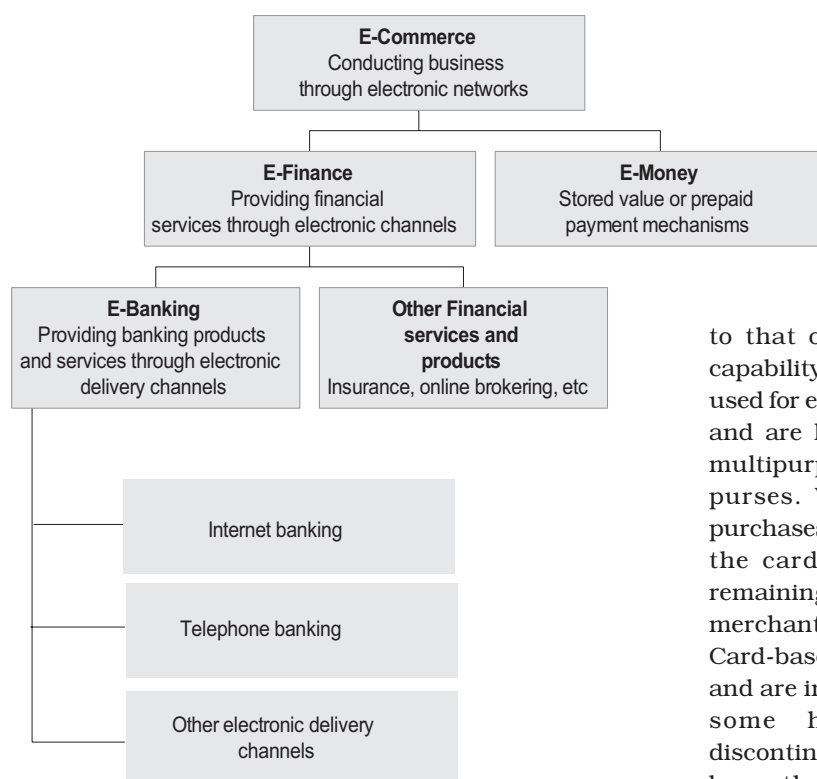 E-Commerce
Conducting business
through electronic networks
E-Finance
Providing financial
services through electronic channels
E-Money
Stored value or prepaid
payment mechanisms
E-Banking
Providing banking products
and services through electronic
delivery channels
Other Financial
services and
products
Insurance, online brokering, etc
Internet banking
Telephone banking
Other electronic delivery
channels
to that
capability
used for
and are
multipurp
purses.
purchases
the card
remaining
merchant
Card-base
and are
some
discontin